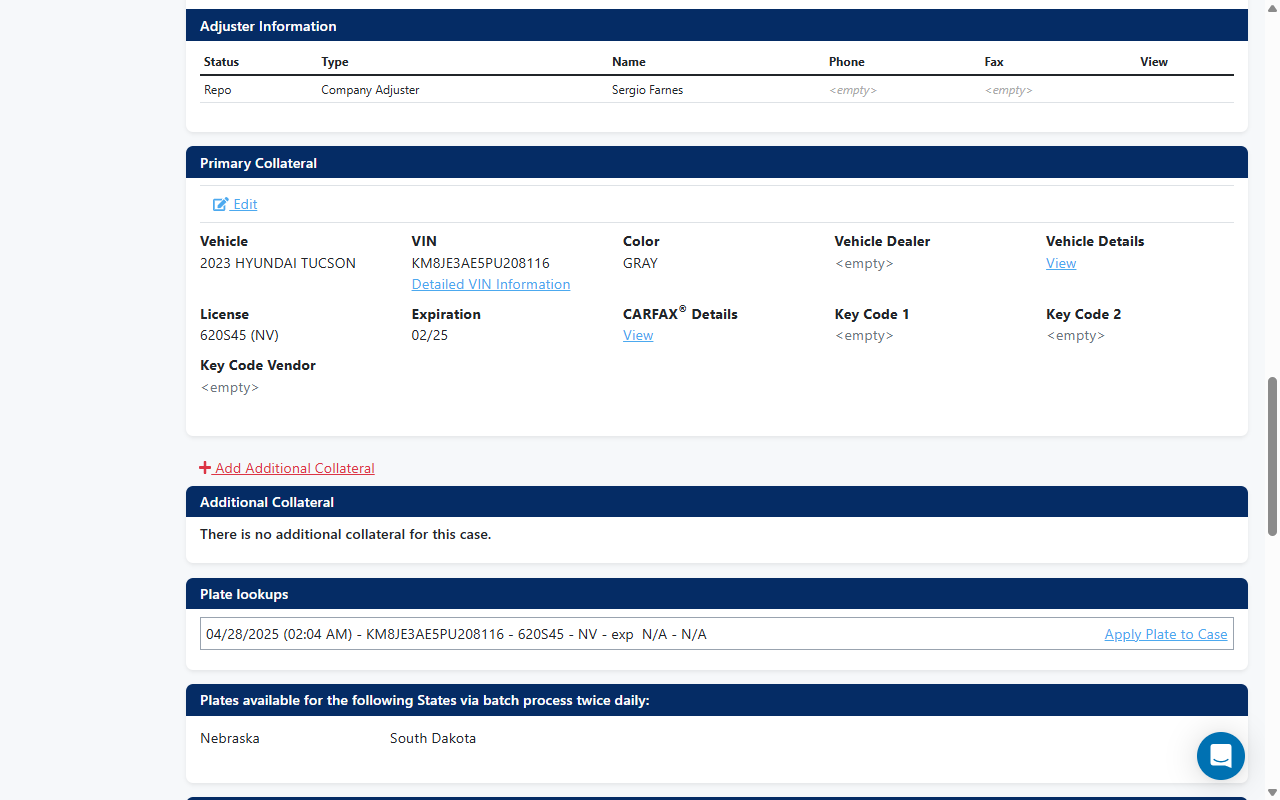 Adjuster Information
Status Type Name Phone Fax View
Repo Company Adjuster Sergio Farnes <empty> <empty>
Primary Collateral
Edit
Vehicle VIN Color Vehicle Dealer Vehicle Details
2023 HYUNDAI TUCSON KM8JE3AE5PU208116 GRAY <empty> View
Detailed VIN Information
License Expiration CARFAX® Details Key Code 1 Key Code 2
620S45 (NV) 02/25 View <empty> <empty>
Key Code Vendor
<empty>
Add Additional Collateral
Additional Collateral
There is no additional collateral for this case.
Plate lookups
04/28/2025 (02:04 AM) - KM8JE3AE5PU208116 - 620S45 - NV - exp N/A - N/A Apply Plate to Case
Plates available for the following States via batch process twice daily:
Nebraska South Dakota